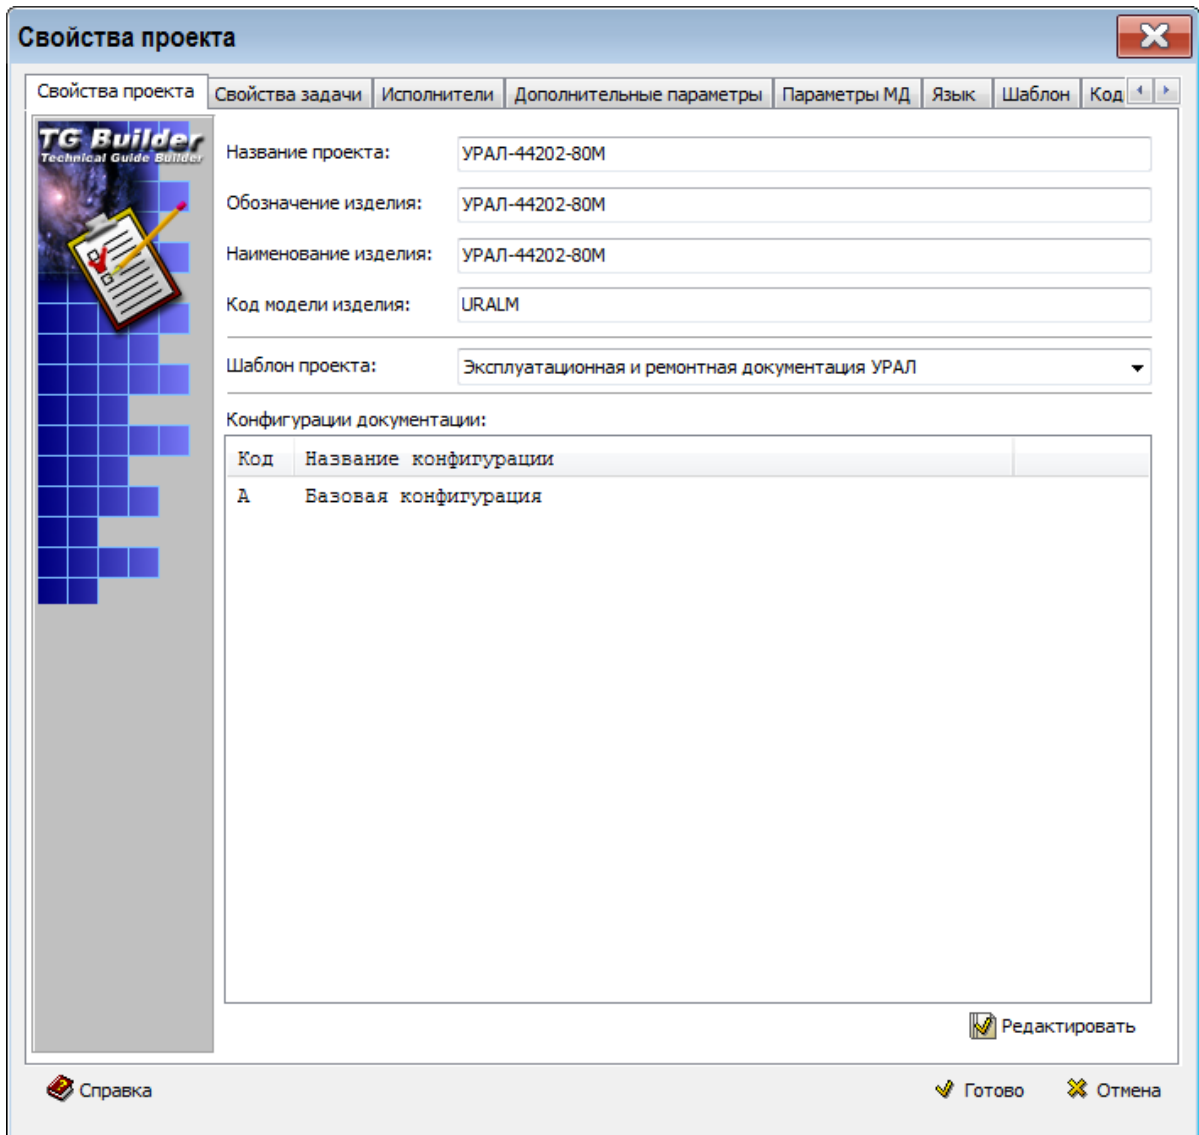 Свойства проекта
Свойства проекта Свойства задачи Исполнители Дополнительные параметры Параметры МД Язык Шаблон Код
TG Builder
Technical Guide Builder
Название проекта: УРАЛ-44202-80М
Обозначение изделия: УРАЛ-44202-80М
Наименование изделия: УРАЛ-44202-80М
Код модели изделия: URALM
Шаблон проекта: Эксплуатационная и ремонтная документация УРАЛ
Конфигурации документации:
Код Название конфигурации
А Базовая конфигурация
Редактировать
Справка Готово Отмена